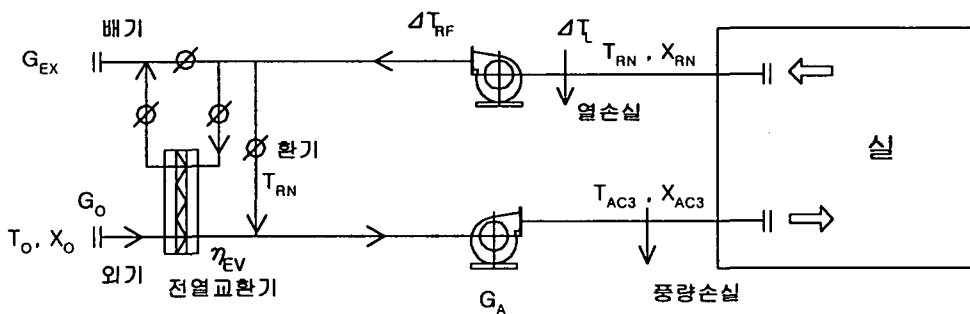 배기
ΔT_RF
ΔT_L
G_EX
T_RN , X_RN
열손실
환기
실
T_RN
G_O
T_AC3 , X_AC3
T_O, X_O
η_EV
외기
전열교환기
G_A
풍량손실